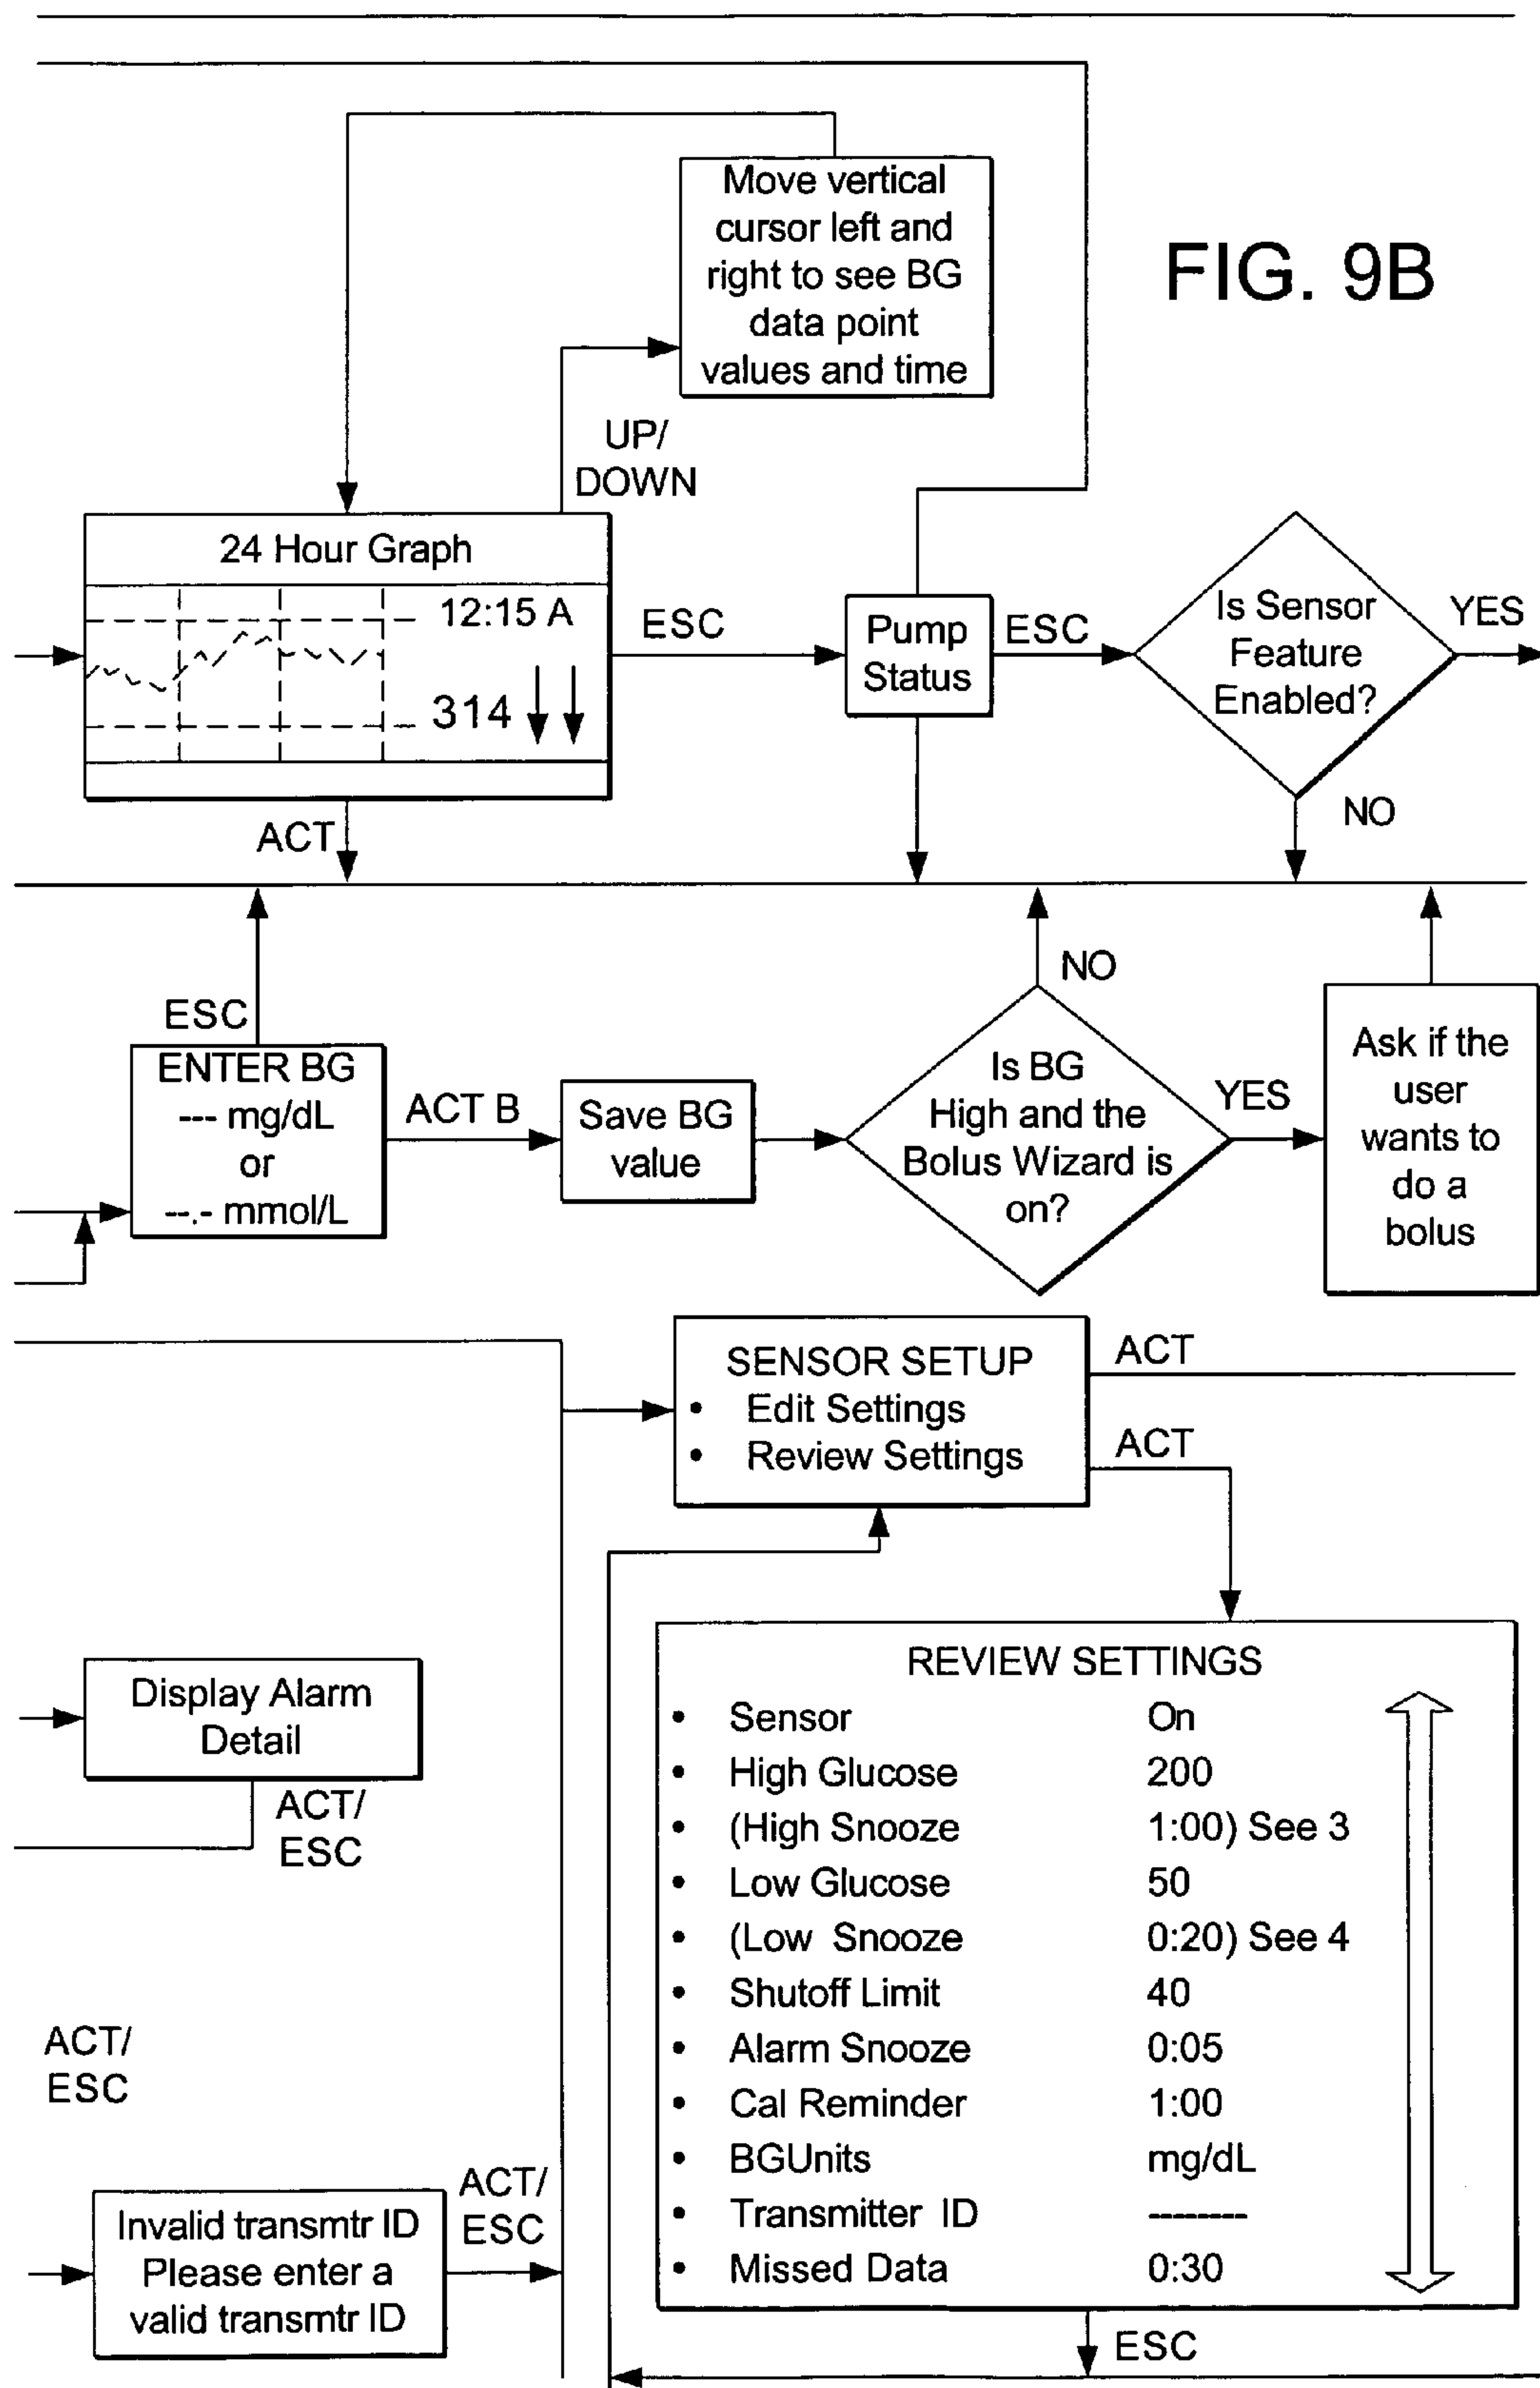 Move vertical
cursor left and
right to see BG
data point
values and time
FIG. 9B
UP/
DOWN
24 Hour Graph
12:15 A
314
ESC
Pump
Status
ESC
Is Sensor
Feature
Enabled?
YES
NO
ACT
ESC
ENTER BG
--- mg/dL
or
--.- mmol/L
ACT B
Save BG
value
NO
Is BG
High and the
Bolus Wizard is
on?
YES
Ask if the
user
wants to
do a
bolus
SENSOR SETUP
• Edit Settings
• Review Settings
ACT
ACT
Display Alarm
Detail
ACT/
ESC
ACT/
ESC
Invalid transmtr ID
Please enter a
valid transmtr ID
ACT/
ESC
REVIEW SETTINGS
• Sensor On
• High Glucose 200
• (High Snooze 1:00) See 3
• Low Glucose 50
• (Low Snooze 0:20) See 4
• Shutoff Limit 40
• Alarm Snooze 0:05
• Cal Reminder 1:00
• BGUnits mg/dL
• Transmitter ID --------
• Missed Data 0:30
ESC